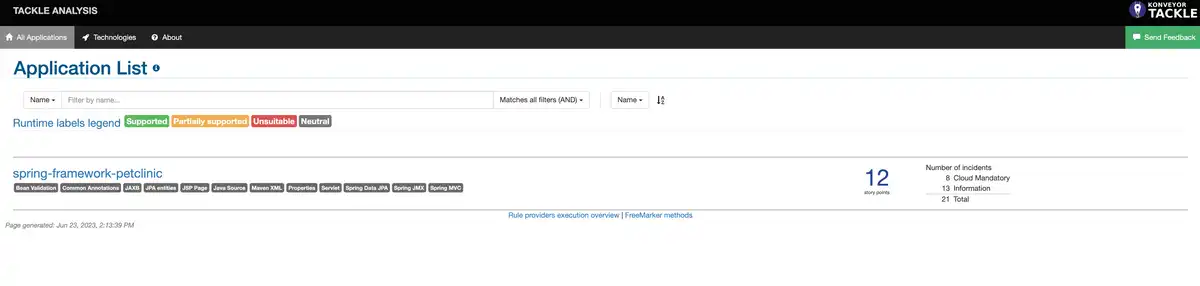 TACKLE ANALYSIS
KONVEYOR
TACKLE
All Applications Technologies About Send Feedback
Application List
Name Filter by name... Matches all filters (AND) Name
Runtime labels legend Supported Partially supported Unsuitable Neutral
spring-framework-petclinic
Bean Validation Common Annotations JAXB JPA entities JSP Page Java Source Maven XML Properties Servlet Spring Data JPA Spring JMX Spring MVC
12
story points
Number of incidents
8 Cloud Mandatory
13 Information
21 Total
Rule providers execution overview | FreeMarker methods
Page generated: Jun 23, 2023, 2:13:39 PM